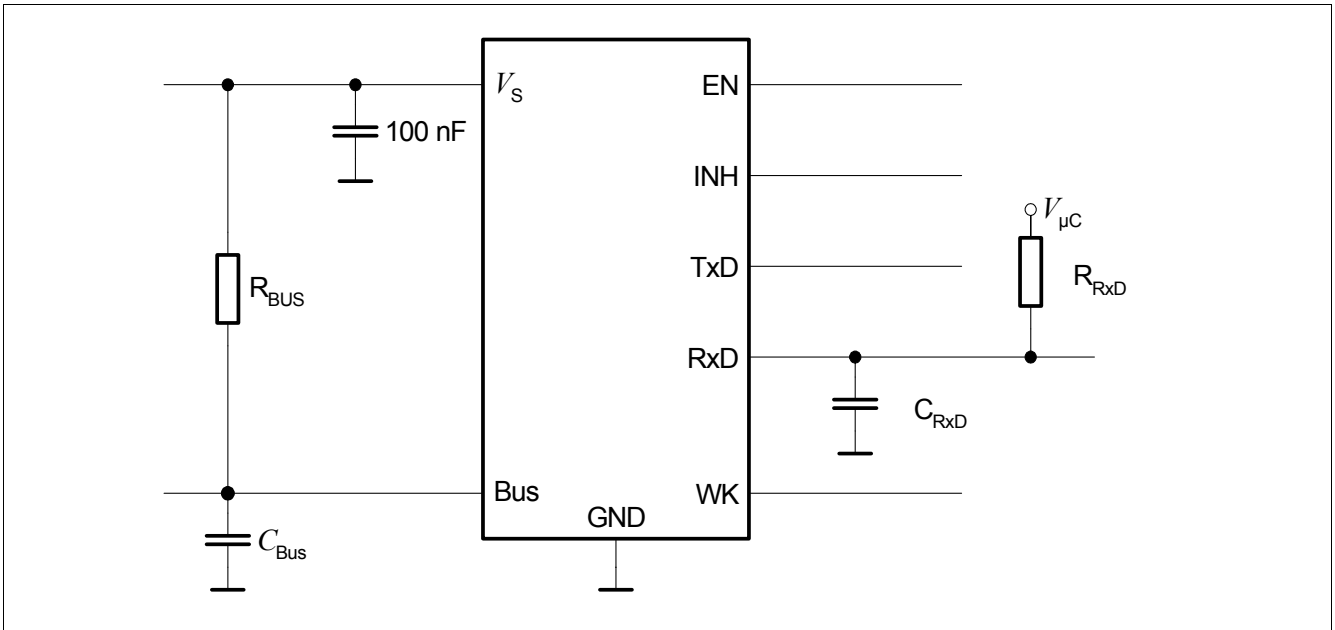 V_S
EN
100 nF
INH
V_µC
TxD
R_RxD
R_BUS
RxD
C_RxD
Bus
WK
GND
C_Bus